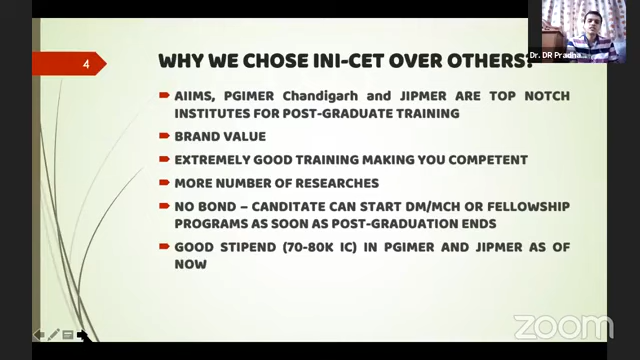 4
WHY WE CHOSE INI-CET OVER OTHERS?
Dr. DR Pradha
AIIMS, PGIMER Chandigarh and JIPMER ARE TOP NOTCH
INSTITUTES FOR POST-GRADUATE TRAINING
BRAND VALUE
EXTREMELY GOOD TRAINING MAKING YOU COMPETENT
MORE NUMBER OF RESEARCHES
NO BOND – CANDITATE CAN START DM/MCH OR FELLOWSHIP
PROGRAMS AS SOON AS POST-GRADUATION ENDS
GOOD STIPEND (70-80K IC) IN PGIMER AND JIPMER AS OF
NOW
zoom